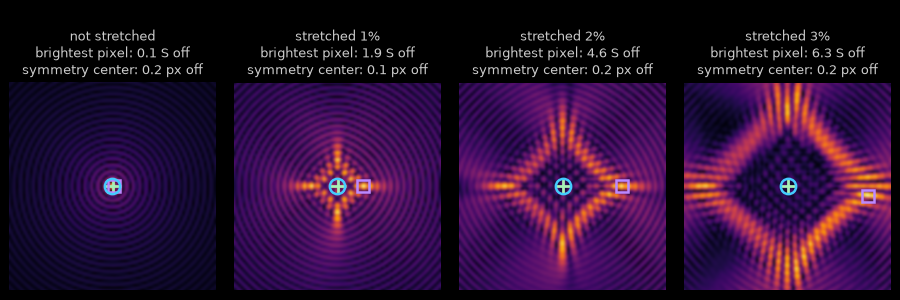 not stretched
brightest pixel: 0.1 S off
symmetry center: 0.2 px off
stretched 1%
brightest pixel: 1.9 S off
symmetry center: 0.1 px off
stretched 2%
brightest pixel: 4.6 S off
symmetry center: 0.2 px off
stretched 3%
brightest pixel: 6.3 S off
symmetry center: 0.2 px off